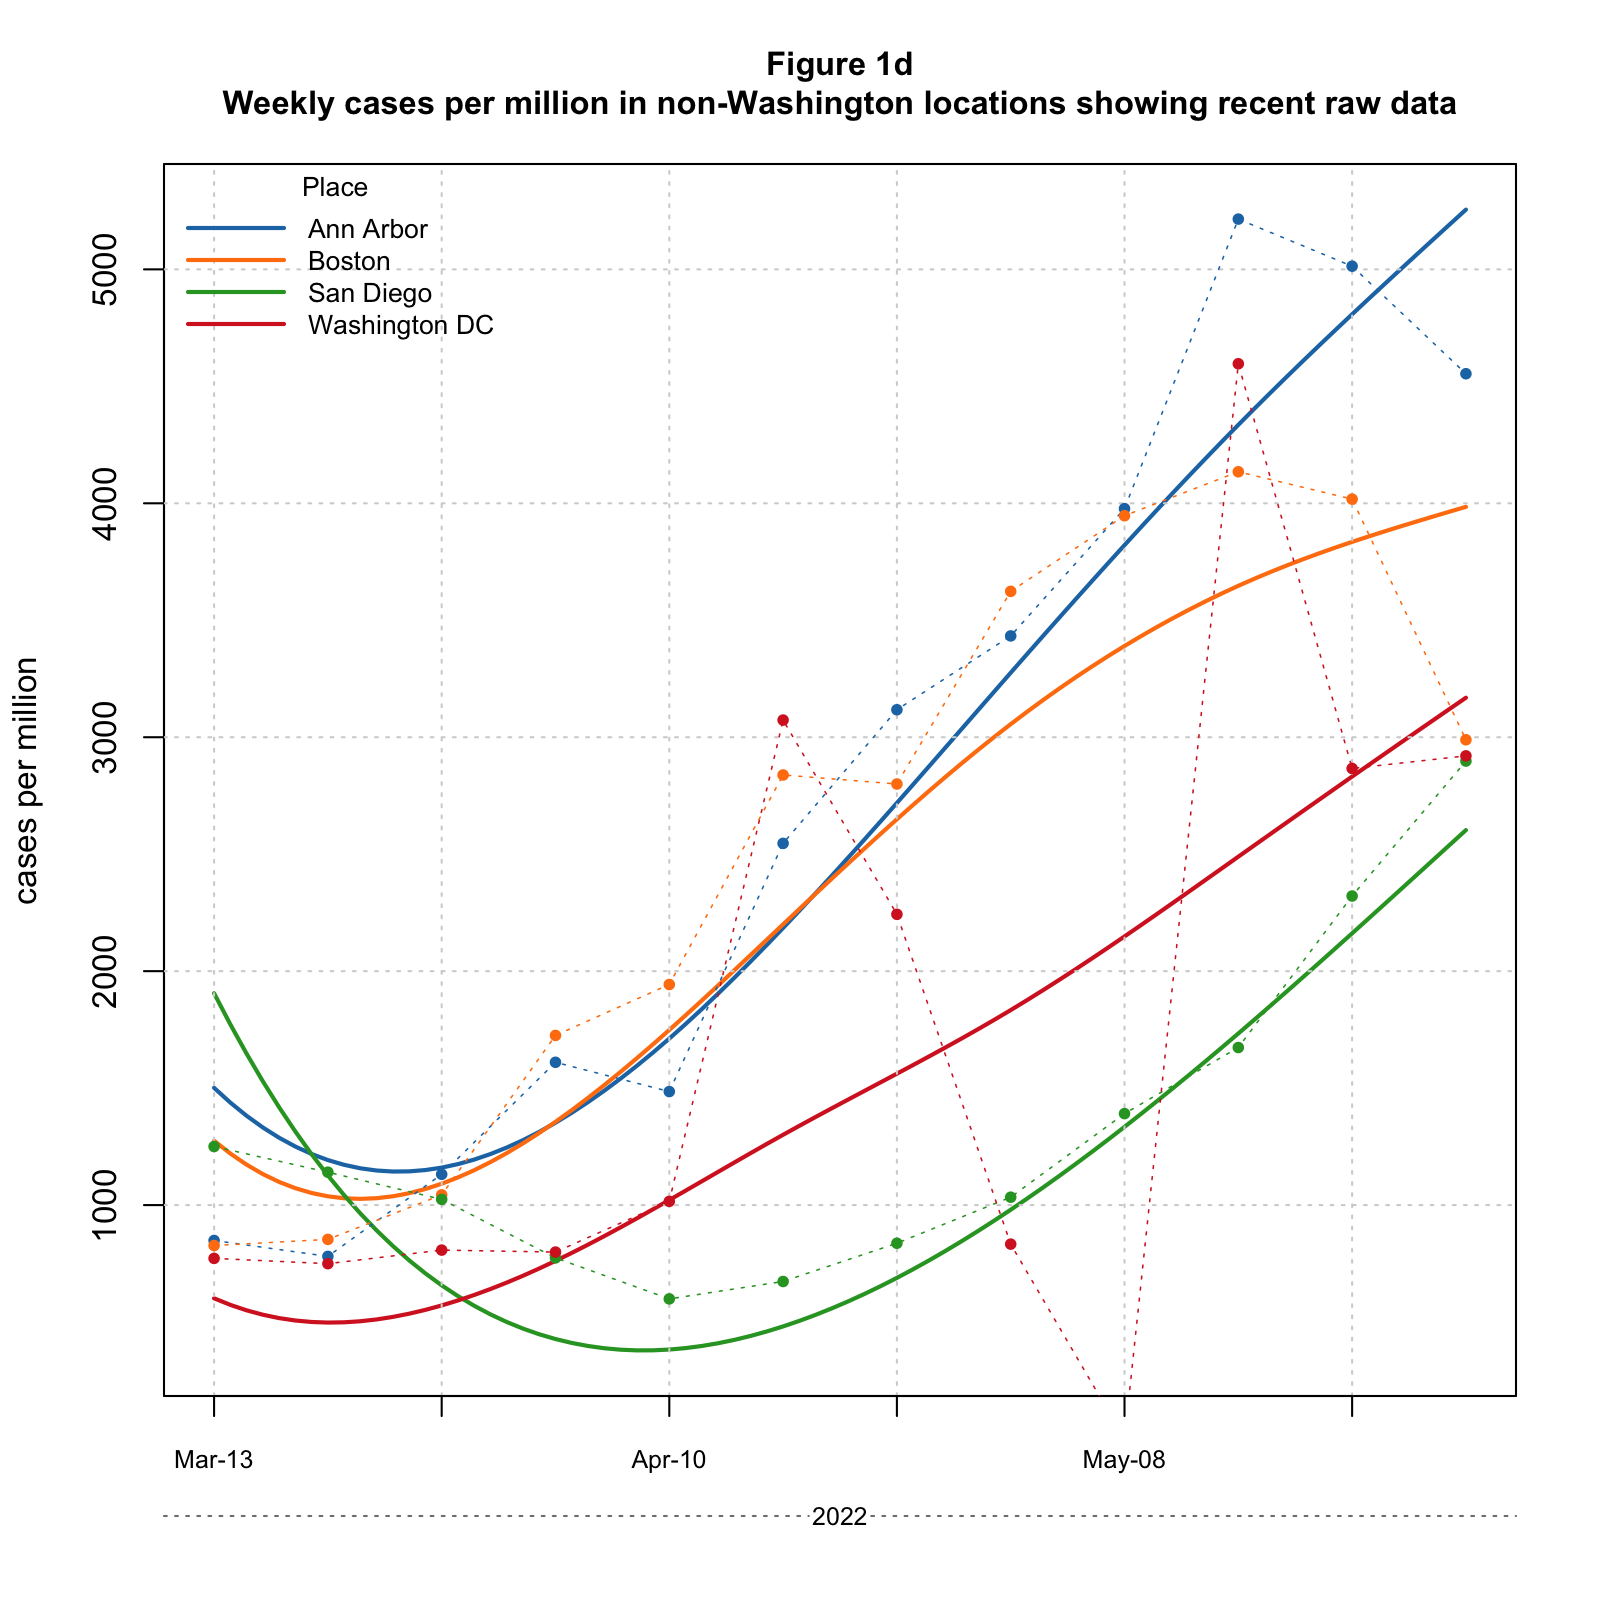 Figure 1d
Weekly cases per million in non-Washington locations showing recent raw data
Place
Ann Arbor
Boston
San Diego
Washington DC
cases per million
5000
4000
3000
2000
1000
Mar-13
Apr-10
May-08
2022